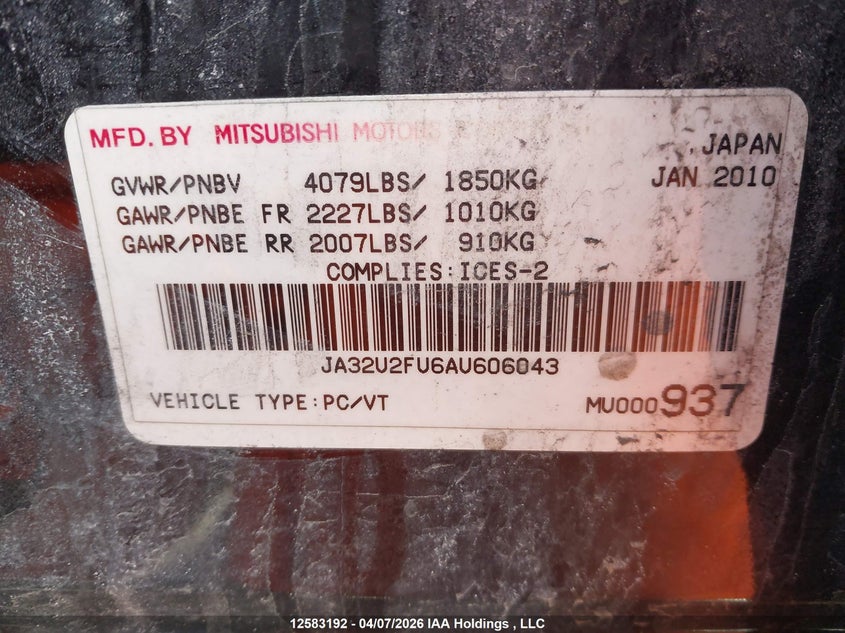 MFD. BY MITSUBISHI MOTORS
JAPAN
GVWR/PNBV 4079LBS/ 1850KG JAN 2010
GAWR/PNBE FR 2227LBS/ 1010KG
GAWR/PNBE RR 2007LBS/ 910KG
COMPLIES:ICES-2
JA32U2FU6AU606043
VEHICLE TYPE:PC/VT MU000937
12583192 - 04/07/2026 IAA Holdings , LLC